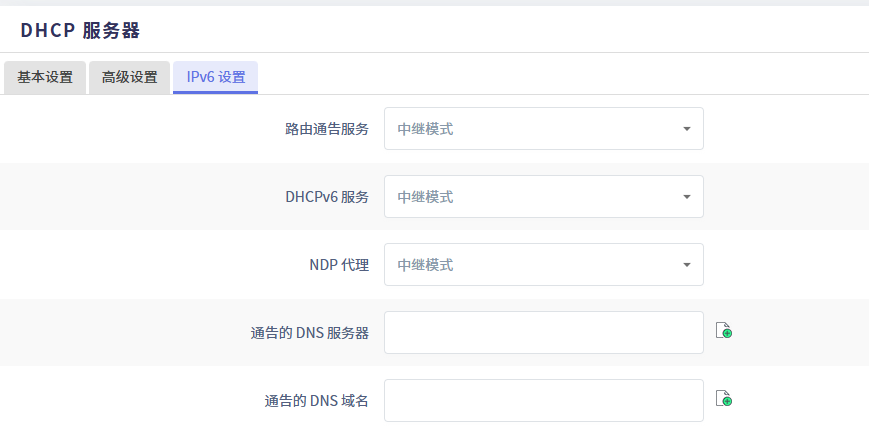 DHCP 服务器
基本设置 高级设置 IPv6 设置
路由通告服务 中继模式
DHCPv6 服务 中继模式
NDP 代理 中继模式
通告的 DNS 服务器
通告的 DNS 域名